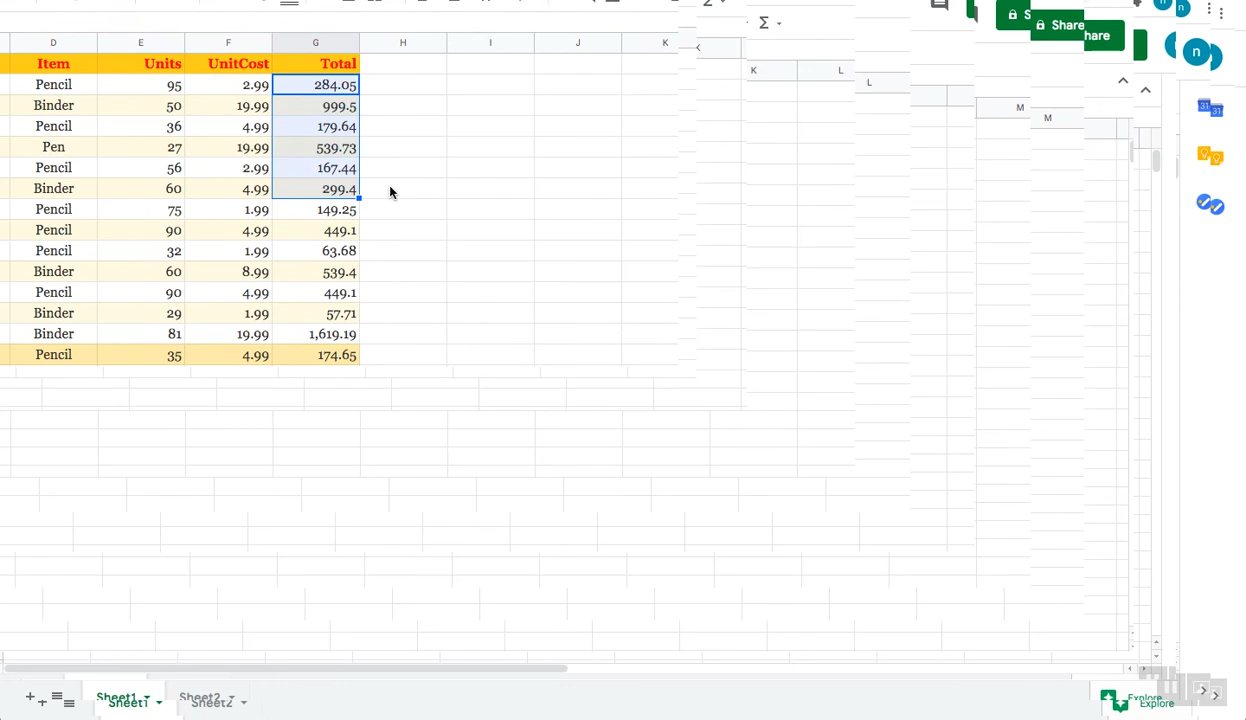 Share
hare
D E F G H I J K
K L L M M
Item Units UnitCost Total
Pencil 95 2.99 284.05
Binder 50 19.99 999.5
Pencil 36 4.99 179.64
Pen 27 19.99 539.73
Pencil 56 2.99 167.44
Binder 60 4.99 299.4
Pencil 75 1.99 149.25
Pencil 90 4.99 449.1
Pencil 32 1.99 63.68
Binder 60 8.99 539.4
Pencil 90 4.99 449.1
Binder 29 1.99 57.71
Binder 81 19.99 1,619.19
Pencil 35 4.99 174.65
Sheet1 Sheet2
Sheet1 Sheet2
Explore
Explore